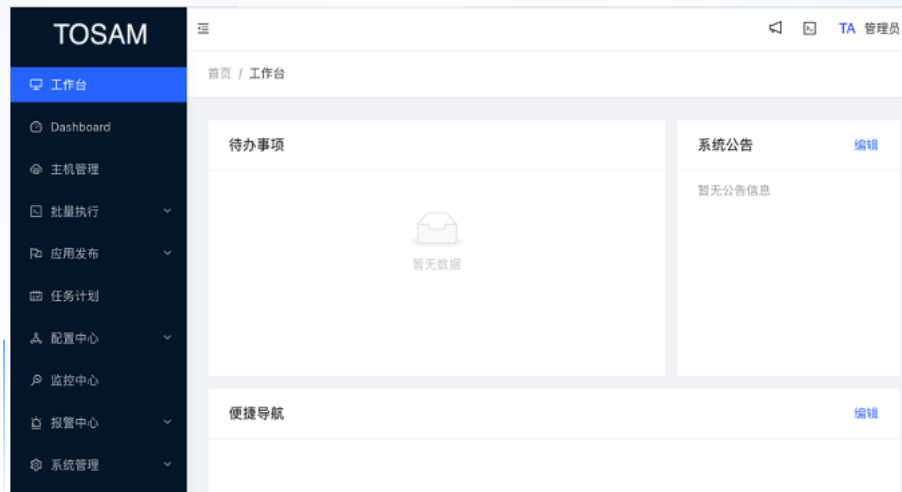 TOSAM
工作台
Dashboard
主机管理
批量执行
应用发布
任务计划
配置中心
监控中心
报警中心
系统管理
TA 管理员
首页 / 工作台
待办事项
暂无数据
系统公告 编辑
暂无公告信息
便捷导航 编辑